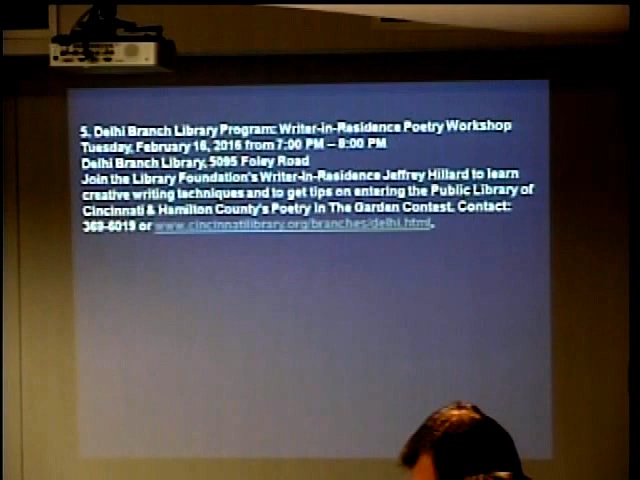 5. Delhi Branch Library Program: Writer-in-Residence Poetry Workshop
Tuesday, February 16, 2016 from 7:00 PM – 8:00 PM
Delhi Branch Library, 5095 Foley Road
Join the Library Foundation's Writer-in-Residence Jeffrey Hillard to learn
creative writing techniques and to get tips on entering the Public Library of
Cincinnati & Hamilton County's Poetry In The Garden Contest. Contact:
369-6019 or www.cincinnatilibrary.org/branches/delhi.html.